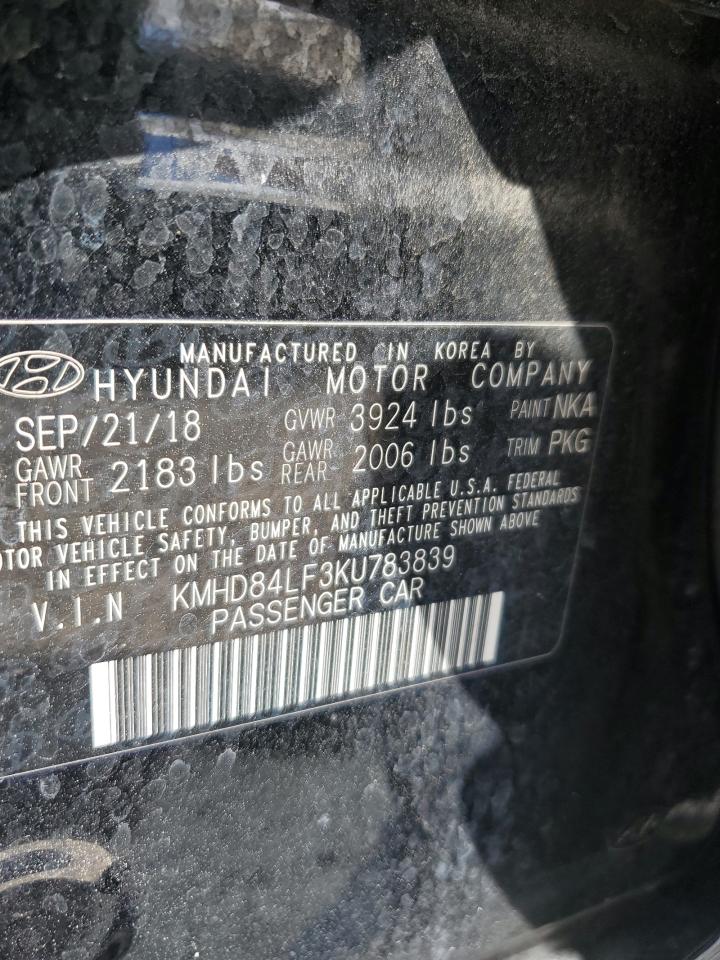 MANUFACTURED IN KOREA BY
HYUNDAI MOTOR COMPANY
SEP/21/18 GVWR 3924 lbs PAINT NKA
GAWR FRONT 2183 lbs GAWR REAR 2006 lbs TRIM PKG
THIS VEHICLE CONFORMS TO ALL APPLICABLE U.S.A. FEDERAL
OTOR VEHICLE SAFETY, BUMPER, AND THEFT PREVENTION STANDARDS
IN EFFECT ON THE DATE OF MANUFACTURE SHOWN ABOVE
V.I.N KMHD84LF3KU783839
PASSENGER CAR